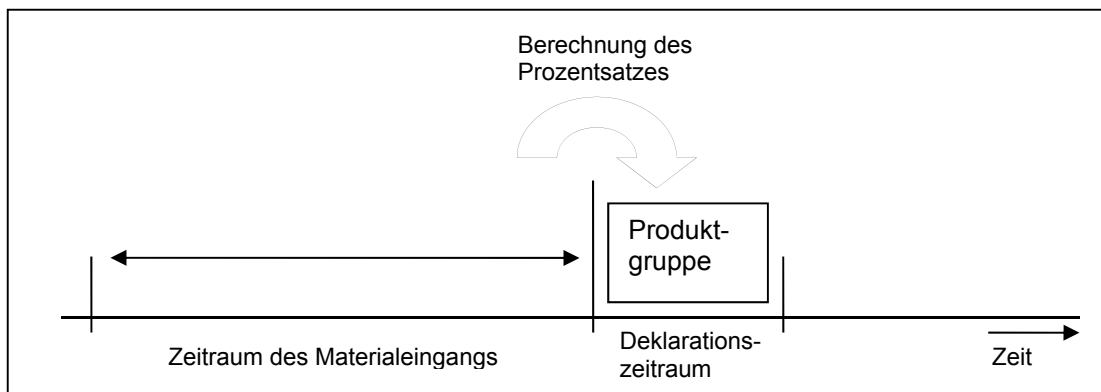 Berechnung des
Prozentsatzes
Produkt-
gruppe
Zeitraum des Materialeingangs
Deklarations-
zeitraum
Zeit